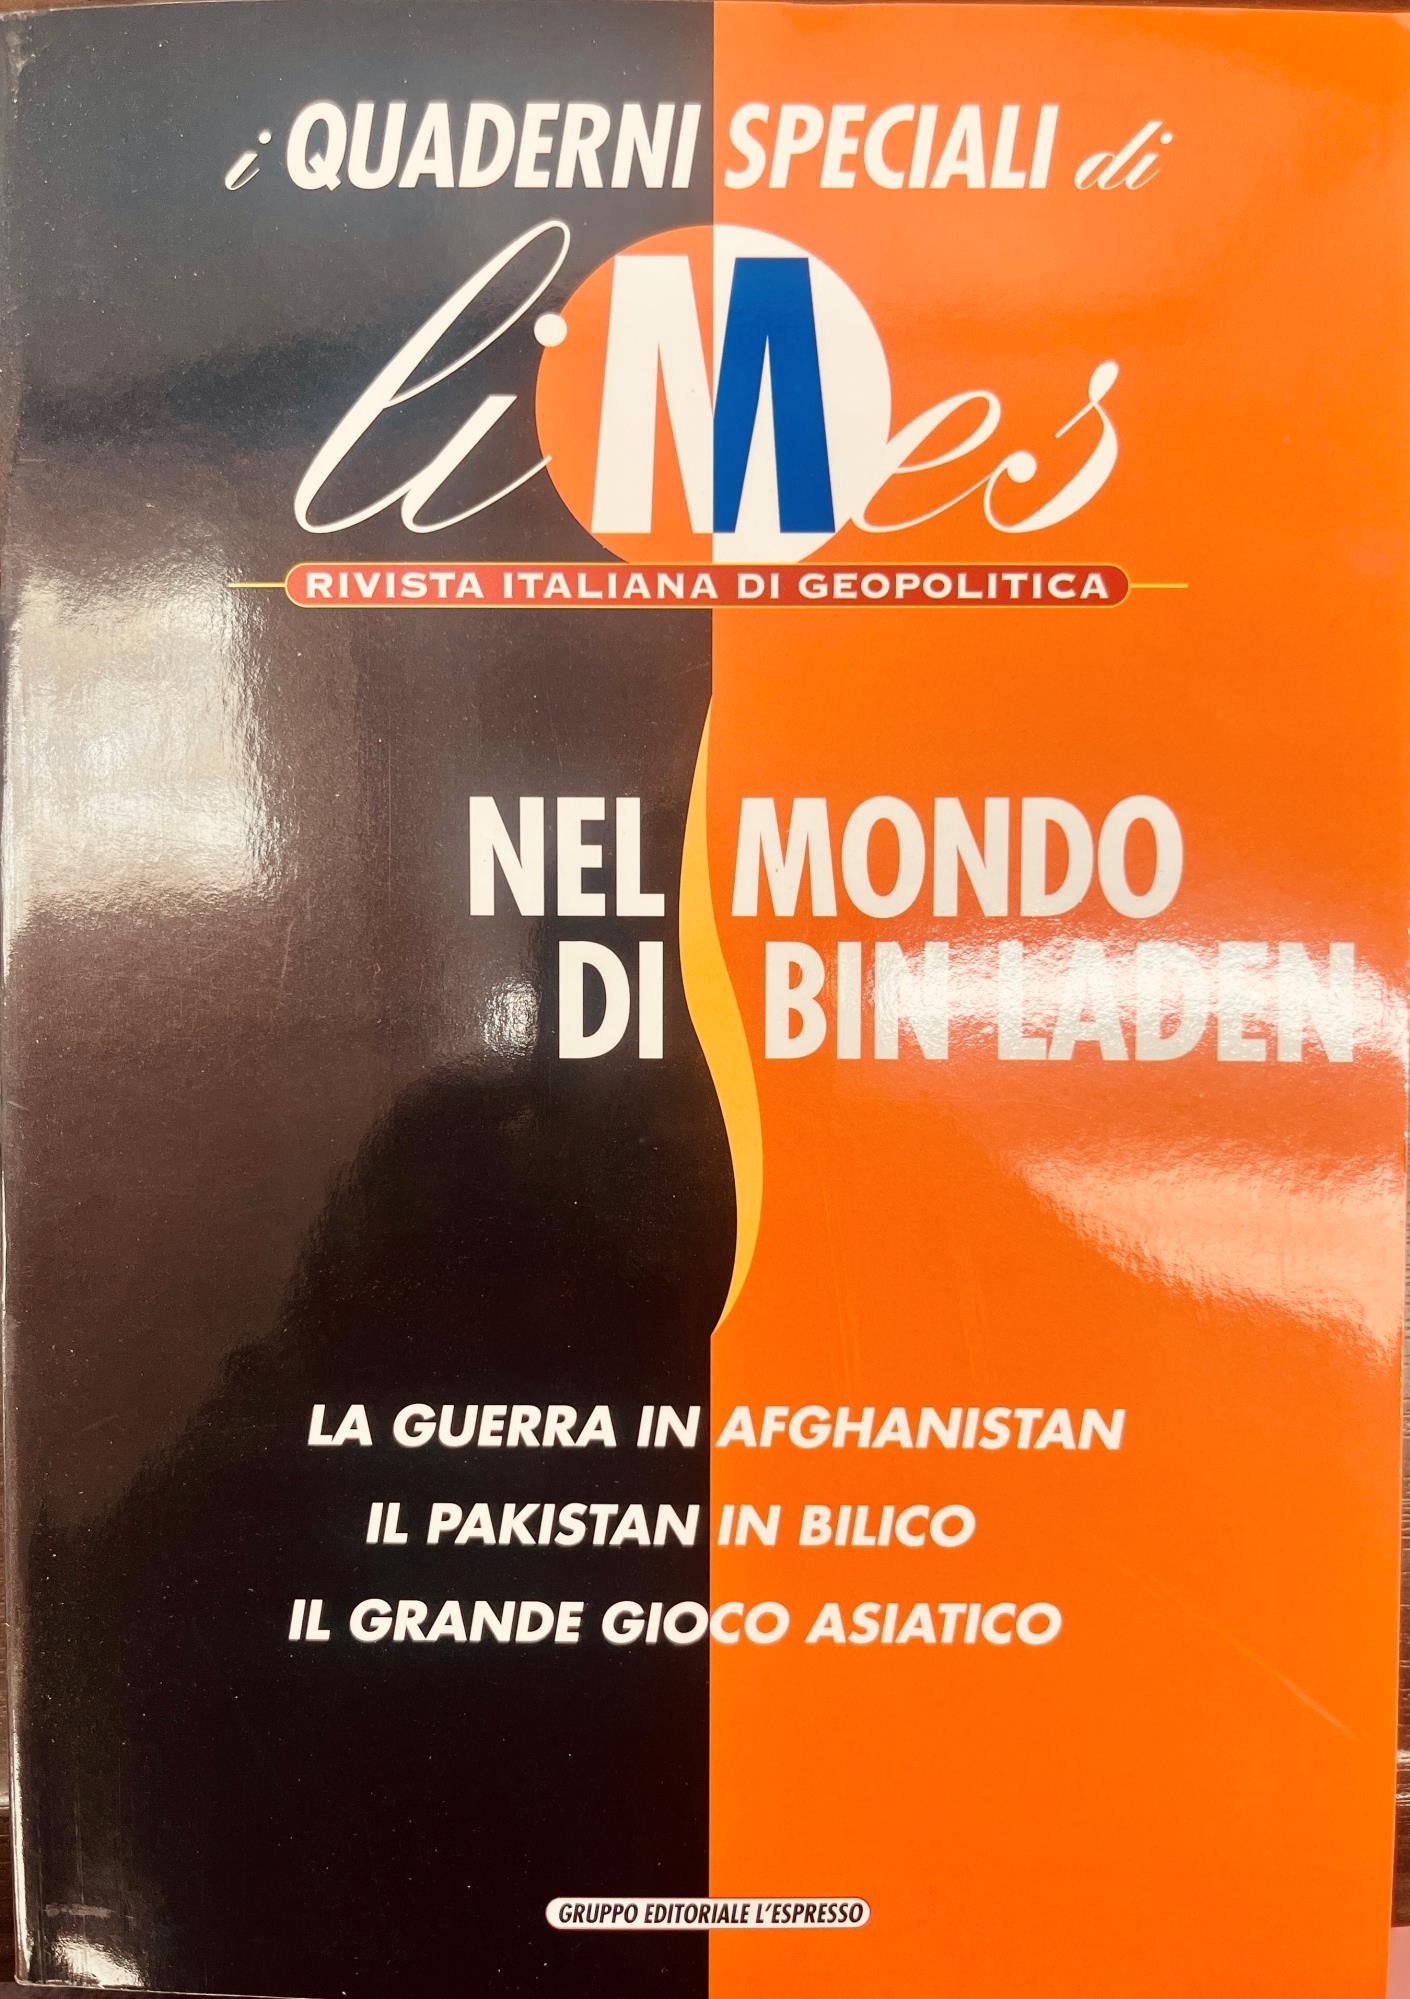 i QUADERNI SPECIALI di
liMes
RIVISTA ITALIANA DI GEOPOLITICA
NEL MONDO
DI BIN LADEN
LA GUERRA IN AFGHANISTAN
IL PAKISTAN IN BILICO
IL GRANDE GIOCO ASIATICO
GRUPPO EDITORIALE L'ESPRESSO